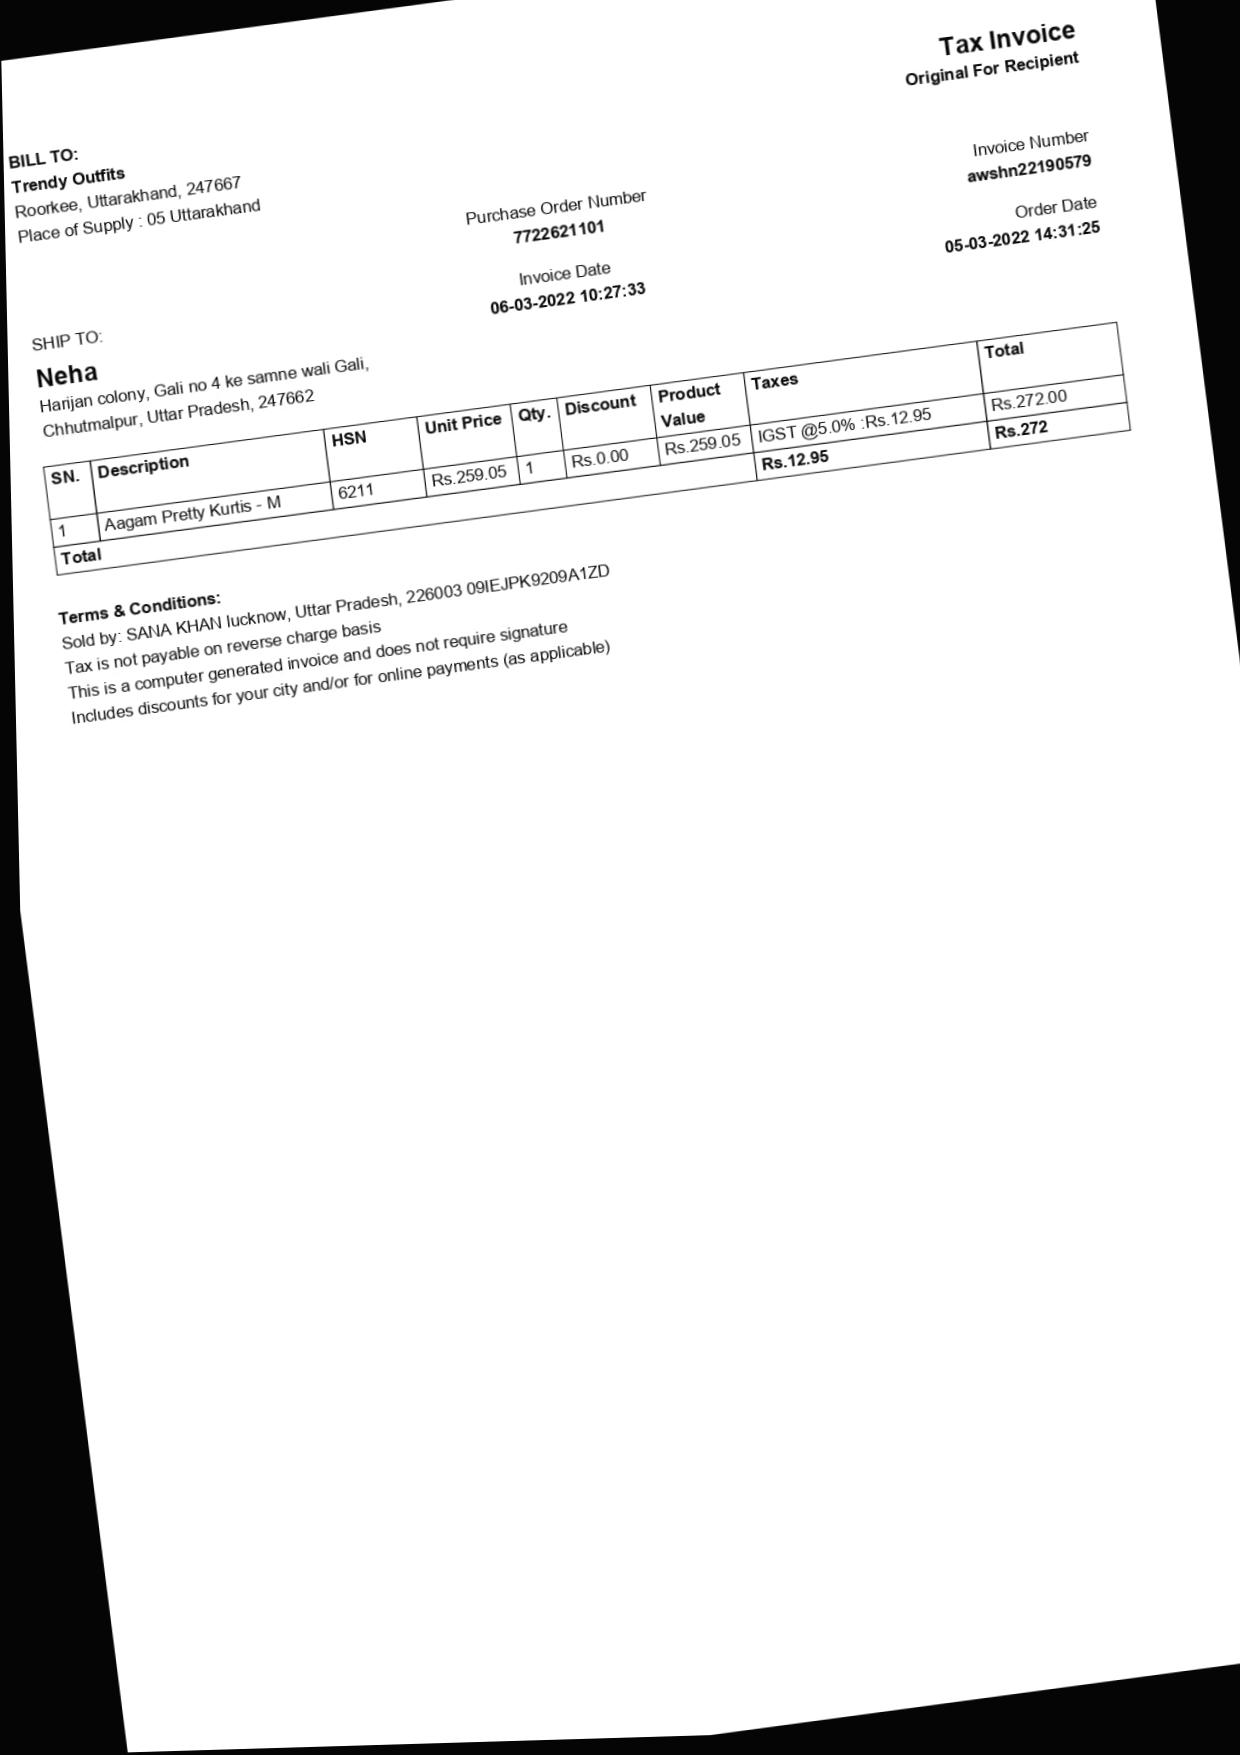 Tax Invoice
Original For Recipient
BILL TO:
Trendy Outfits
Roorkee, Uttarakhand, 247667
Place of Supply : 05 Uttarakhand
Purchase Order Number
7722621101
Invoice Number
awshn22190579
Invoice Date
06-03-2022 10:27:33
Order Date
05-03-2022 14:31:25
SHIP TO:
Neha
Harijan colony, Gali no 4 ke samne wali Gali,
Chhutmalpur, Uttar Pradesh, 247662
SN. Description HSN Unit Price Qty. Discount Product Value Taxes Total
1 Aagam Pretty Kurtis - M 6211 Rs.259.05 1 Rs.0.00 Rs.259.05 IGST @5.0% :Rs.12.95 Rs.272.00
Total Rs.12.95 Rs.272
Terms & Conditions:
Sold by: SANA KHAN lucknow, Uttar Pradesh, 226003 09IEJPK9209A1ZD
Tax is not payable on reverse charge basis
This is a computer generated invoice and does not require signature
Includes discounts for your city and/or for online payments (as applicable)